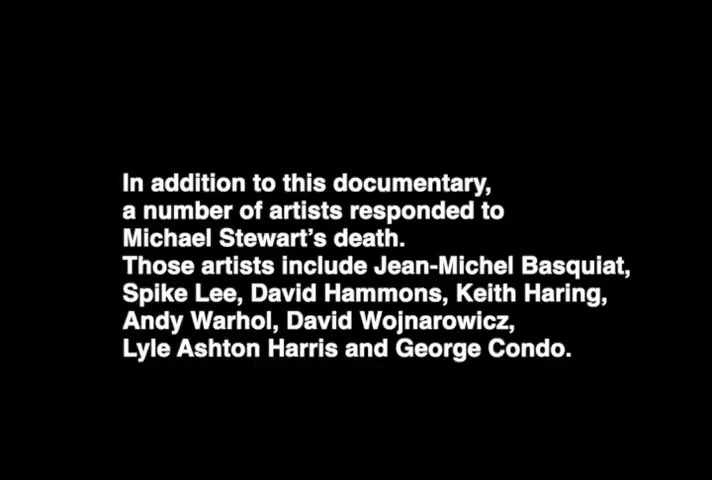 In addition to this documentary,
a number of artists responded to
Michael Stewart’s death.
Those artists include Jean-Michel Basquiat,
Spike Lee, David Hammons, Keith Haring,
Andy Warhol, David Wojnarowicz,
Lyle Ashton Harris and George Condo.